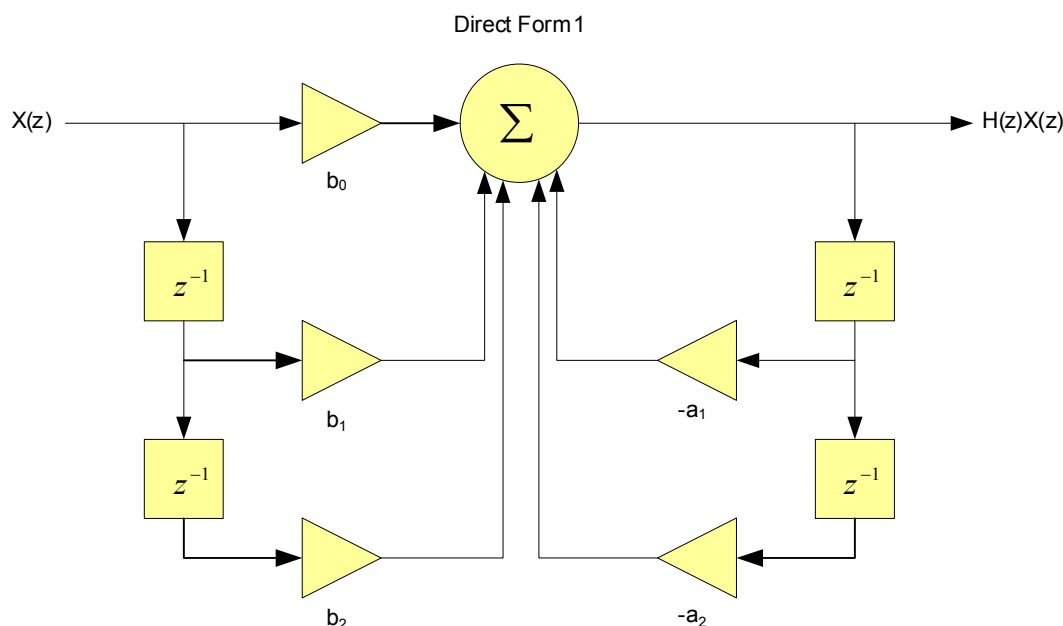 Direct Form 1
X(z)
∑
H(z)X(z)
b₀
z⁻¹
z⁻¹
b₁
-a₁
z⁻¹
z⁻¹
b₂
-a₂